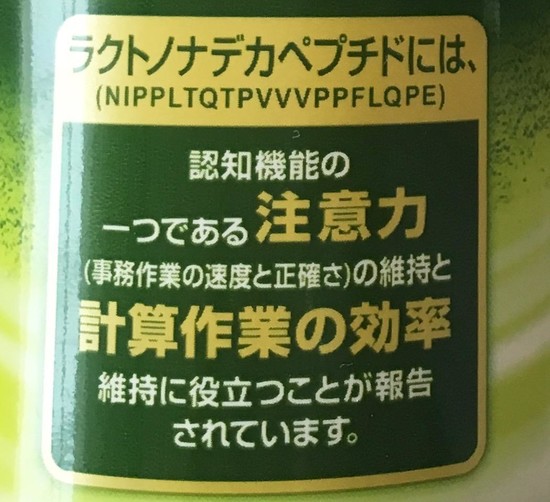 ラクトノナデカペプチドには、
(NIPPLTQTPVVVPPFLQPE)
認知機能の
一つである注意力
(事務作業の速度と正確さ)の維持と
計算作業の効率
維持に役立つことが報告
されています。